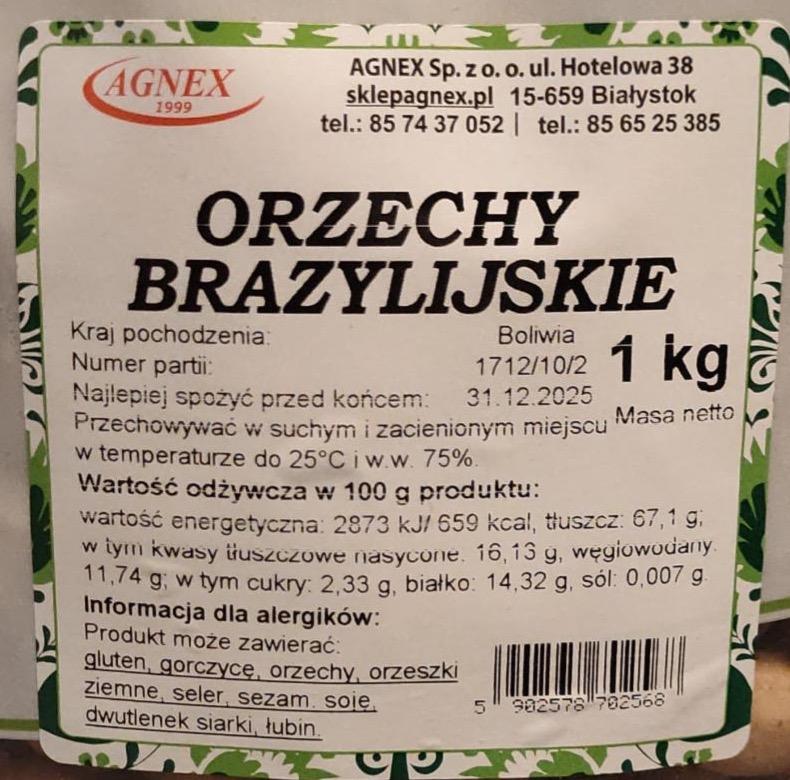 AGNEX
1999
AGNEX Sp. z o. o. ul. Hotelowa 38
sklepagnex.pl 15-659 Białystok
tel.: 85 74 37 052 | tel.: 85 65 25 385
ORZECHY
BRAZYLIJSKIE
Kraj pochodzenia: Boliwia
Numer partii: 1712/10/2
1 kg
Najlepiej spożyć przed końcem: 31.12.2025
Masa netto
Przechowywać w suchym i zacienionym miejscu
w temperaturze do 25°C i w.w. 75%.
Wartość odżywcza w 100 g produktu:
wartość energetyczna: 2873 kJ/ 659 kcal, tłuszcz: 67,1 g;
w tym kwasy tłuszczowe nasycone: 16,13 g, węglowodany:
11,74 g; w tym cukry: 2,33 g, białko: 14,32 g, sól: 0,007 g.
Informacja dla alergików:
Produkt może zawierać:
gluten, gorczycę, orzechy, orzeszki
ziemne, seler, sezam. soję,
dwutlenek siarki, łubin.
5 902578 702568